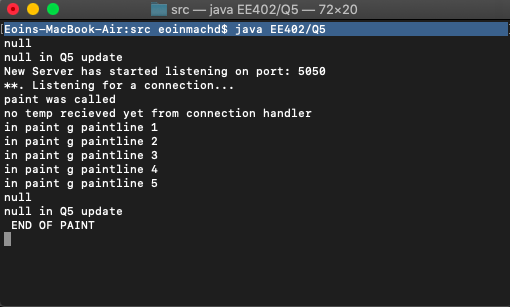 src — java EE402/Q5 — 72×20
Eoins-MacBook-Air:src eoinmachd$ java EE402/Q5
null
null in Q5 update
New Server has started listening on port: 5050
**. Listening for a connection...
paint was called
no temp recieved yet from connection handler
in paint g paintline 1
in paint g paintline 2
in paint g paintline 3
in paint g paintline 4
in paint g paintline 5
null
null in Q5 update
END OF PAINT